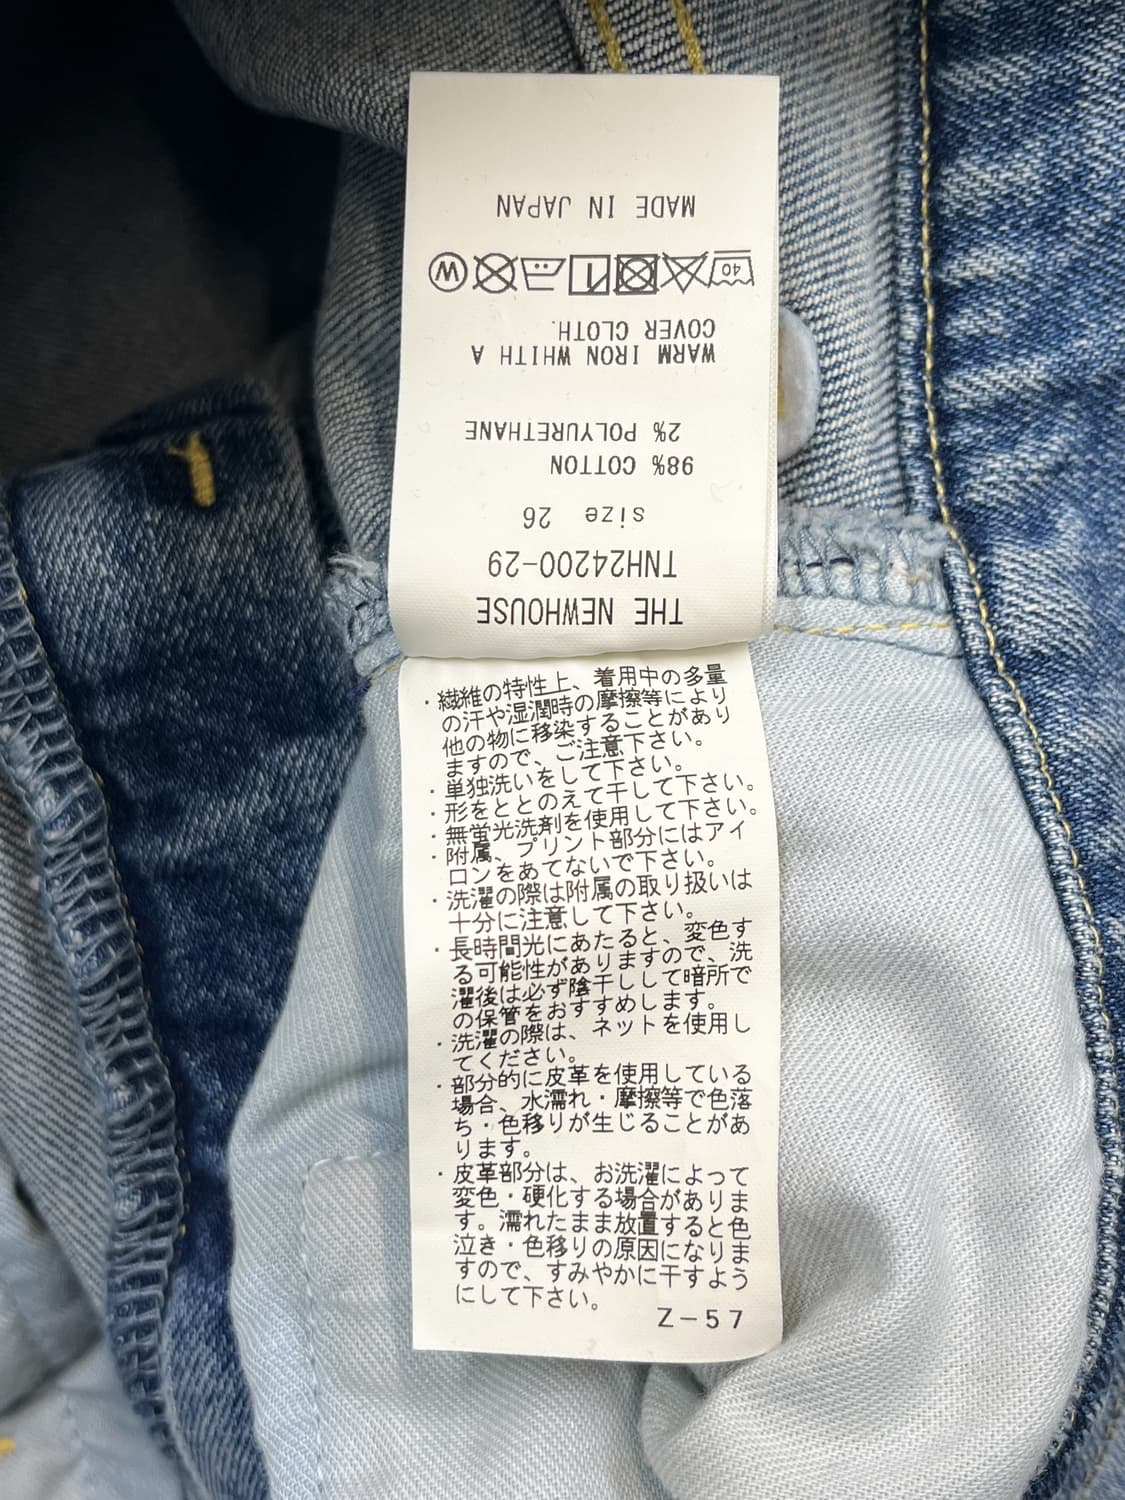 THE NEWHOUSE
TNH24200-29
size 26
98% COTTON
2% POLYURETHANE
WARM IRON WHITH A
COVER CLOTH.
40
W
MADE IN JAPAN
・繊維の特性上、着用中の多量
の汗や湿潤時の摩擦等により
他の物に移染することがあり
ますので、ご注意下さい。
・単独洗いをして下さい。
・形をととのえて干して下さい。
・無蛍光洗剤を使用して下さい。
・附属、プリント部分にはアイ
ロンをあてないで下さい。
・洗濯の際は附属の取り扱いは
十分に注意して下さい。
・長時間光にあたると、変色す
る可能性がありますので、洗
濯後は必ず陰干しして暗所で
の保管をおすすめします。
・洗濯の際は、ネットを使用し
てください。
・部分的に皮革を使用している
場合、水濡れ・摩擦等で色落
ち・色移りが生じることがあ
ります。
・皮革部分は、お洗濯によって
変色・硬化する場合がありま
す。濡れたまま放置すると色
泣き・色移りの原因になりま
すので、すみやかに干すよう
にして下さい。
Z-57